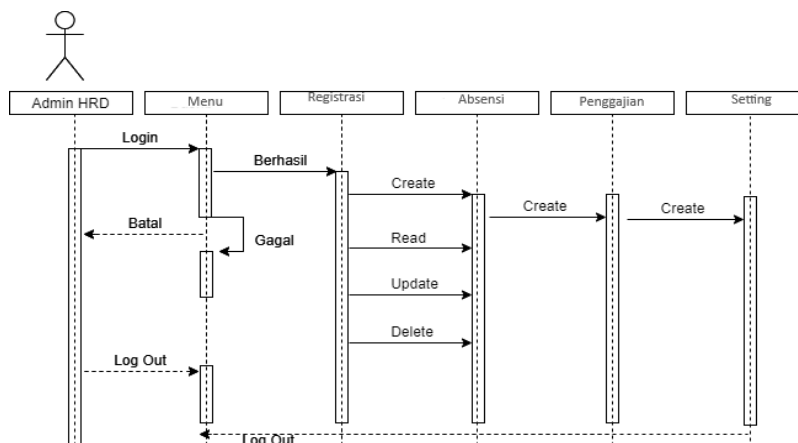 Admin HRD
Menu
Registrasi
Absensi
Penggajian
Setting
Login
Berhasil
Create
Create
Create
Batal
Gagal
Read
Update
Delete
Log Out
Log Out